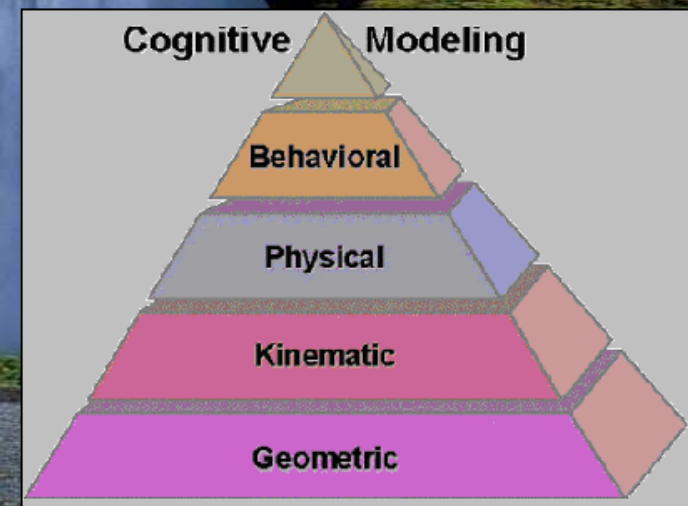 Cognitive Modeling
Behavioral
Physical
Kinematic
Geometric